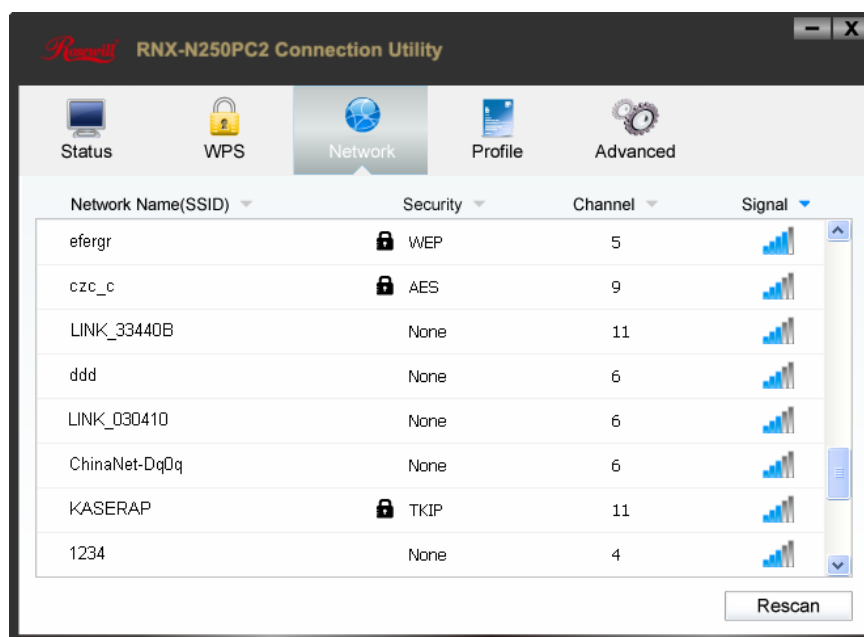 Rosewill RNX-N250PC2 Connection Utility
Status WPS Network Profile Advanced
Network Name(SSID) Security Channel Signal
efergr WEP 5
czc_c AES 9
LINK_33440B None 11
ddd None 6
LINK_030410 None 6
ChinaNet-Dq0q None 6
KASERAP TKIP 11
1234 None 4
Rescan